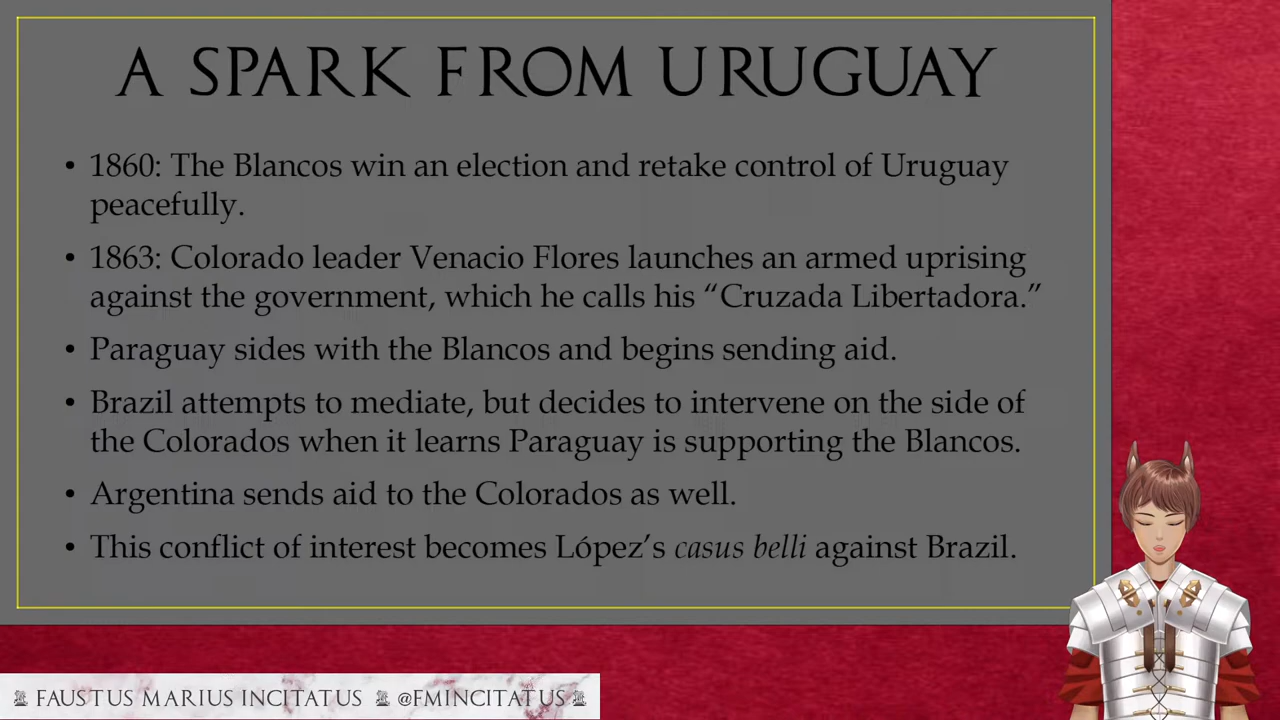 A SPARK FROM URUGUAY
• 1860: The Blancos win an election and retake control of Uruguay
peacefully.
• 1863: Colorado leader Venacio Flores launches an armed uprising
against the government, which he calls his “Cruzada Libertadora.”
• Paraguay sides with the Blancos and begins sending aid.
• Brazil attempts to mediate, but decides to intervene on the side of
the Colorados when it learns Paraguay is supporting the Blancos.
• Argentina sends aid to the Colorados as well.
• This conflict of interest becomes López’s casus belli against Brazil.
FAUSTUS MARIUS INCITATUS @FMINCITATUS